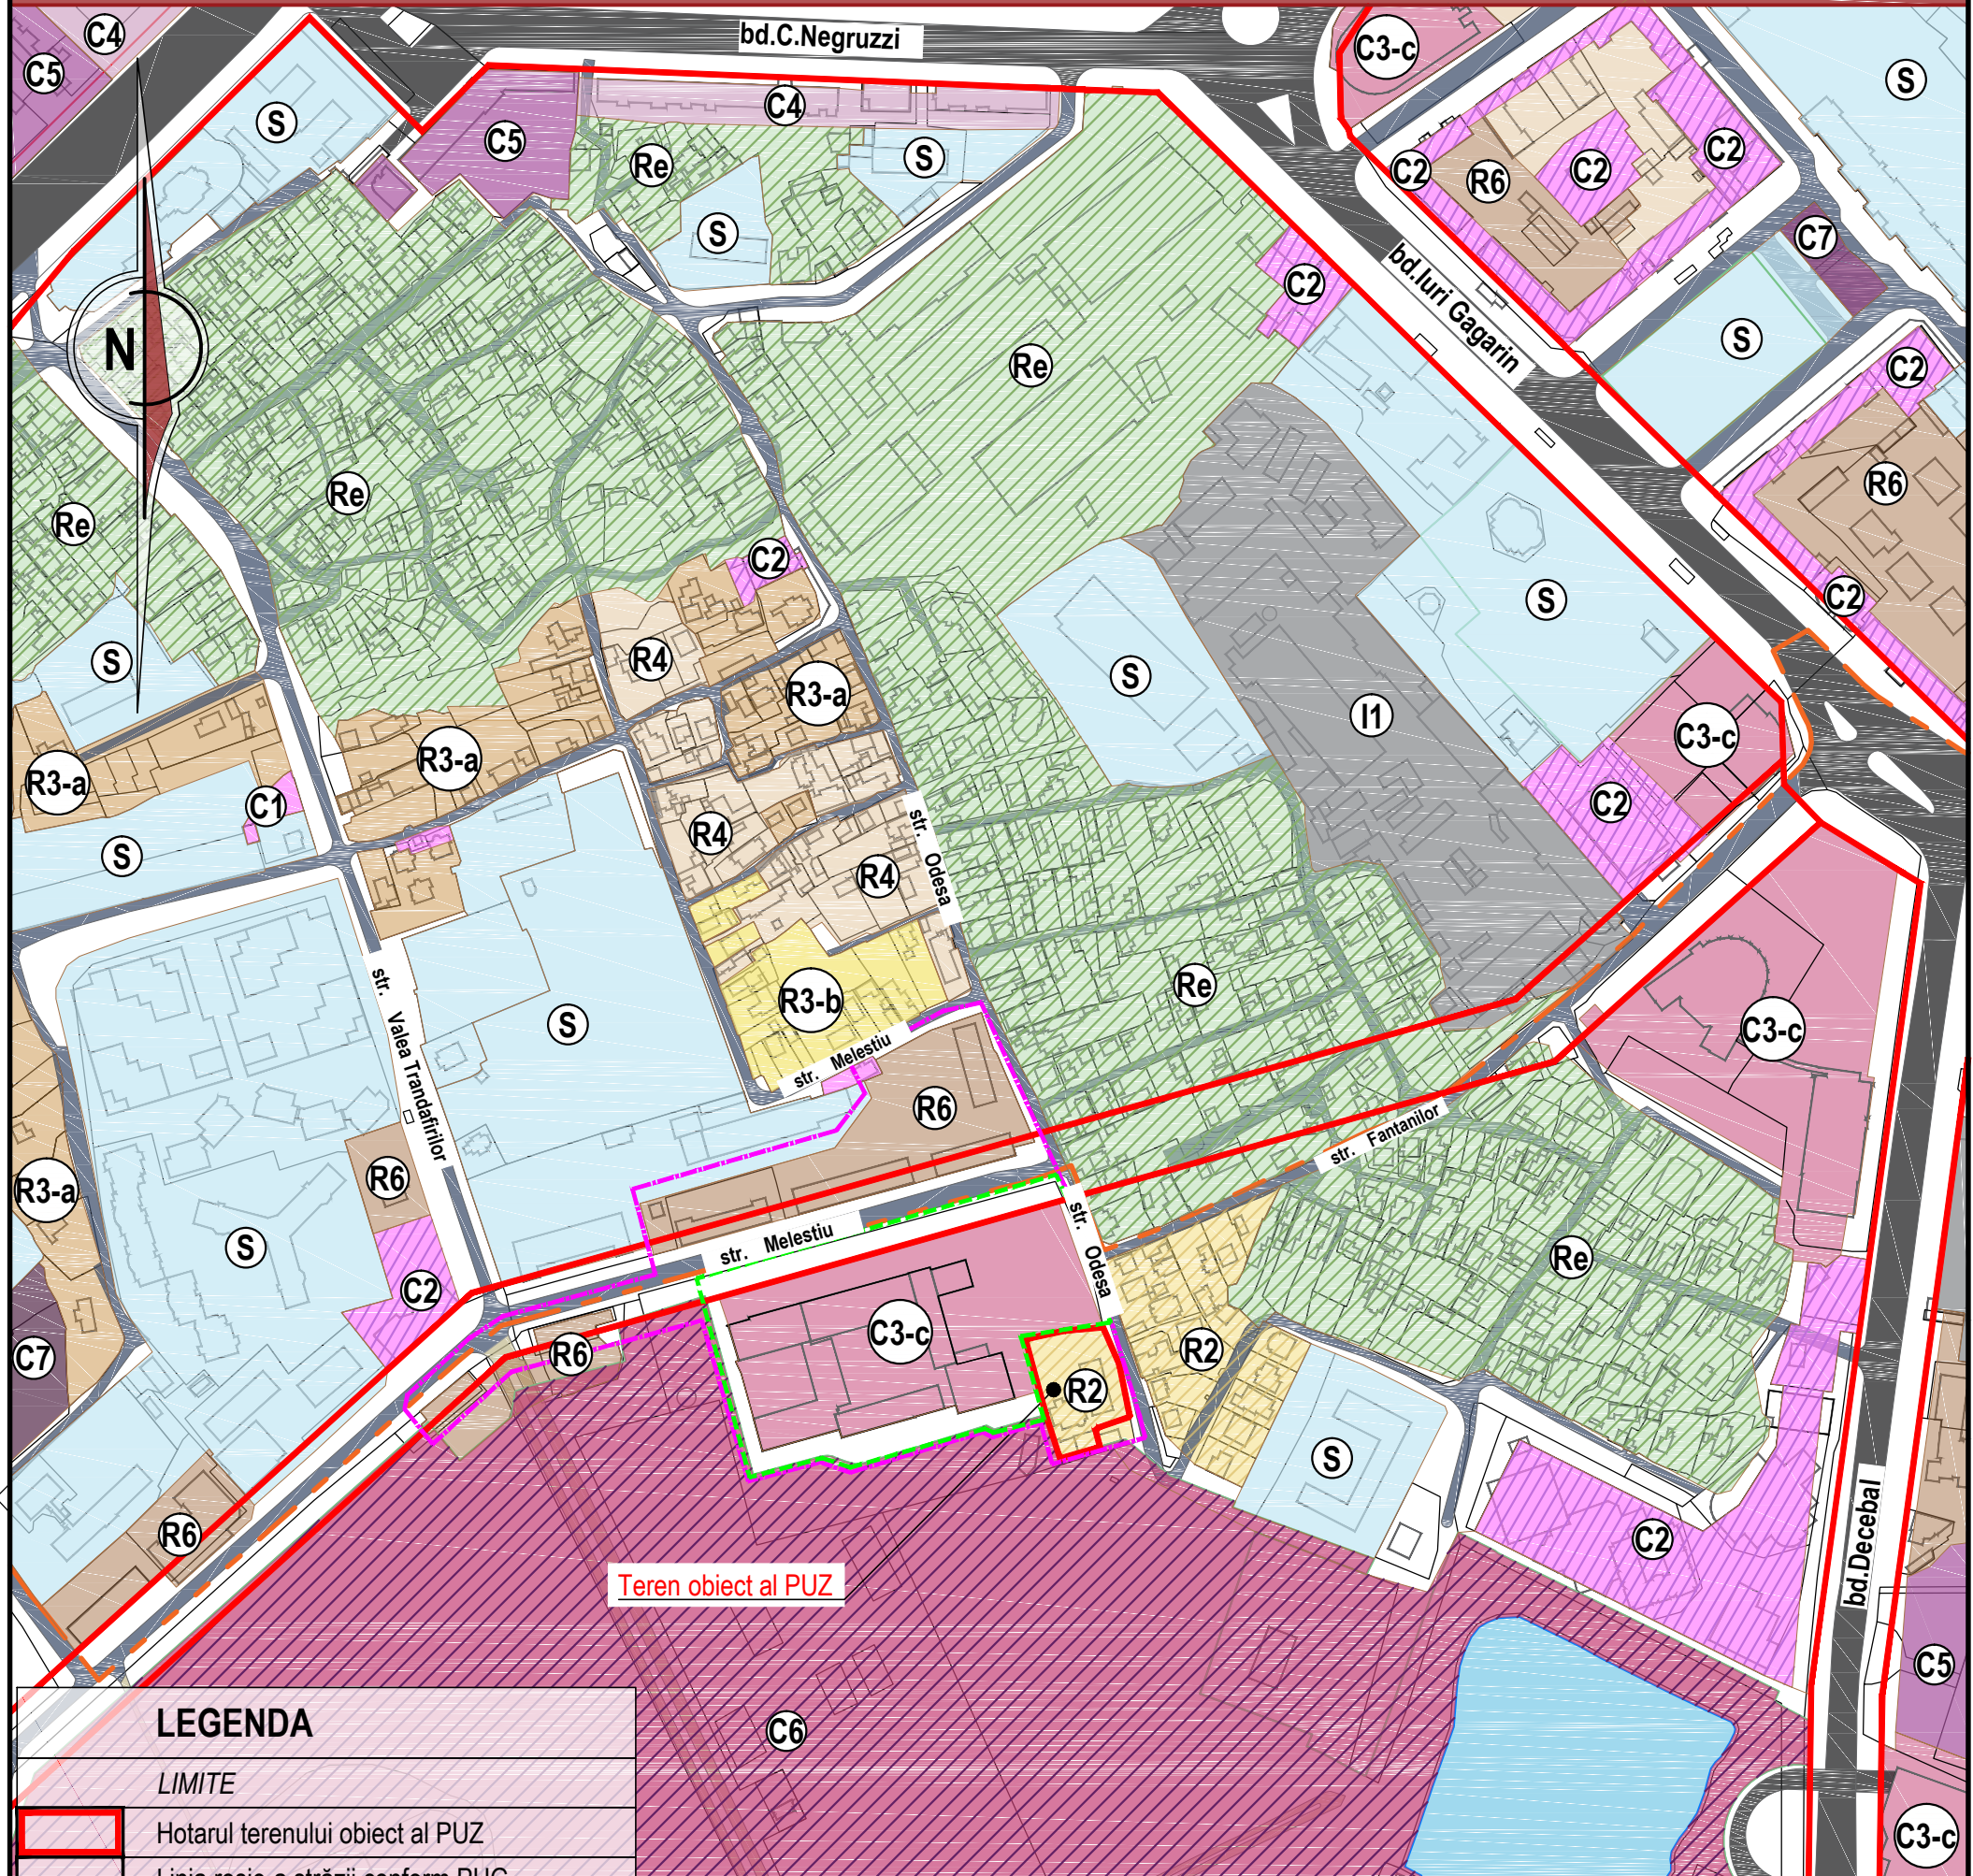 C4
bd.C.Negruzzi
C3-c
C5
S
C4
S
C5
C2
S
Re
S
C2
R6
C2
S
C7
C2
bd.Iuri Gagarin
S
N
Re
C2
R6
Re
Re
C2
S
C2
S
R4
S
R3-a
I1
C3-c
R3-a
R3-a
C1
C2
R4
S
str. Odesa
R4
Re
R3-b
str. Valea Trandafirilor
S
C3-c
str. Melestiu
R6
str. Fantanilor
R6
R3-a
str. Odesa
str. Melestiu
S
Re
C2
C3-c
R2
C7
R6
R2
S
R6
C2
bd.Decebal
Teren obiect al PUZ
C5
C6
LEGENDA
LIMITE
Hotarul terenului obiect al PUZ
C3-c